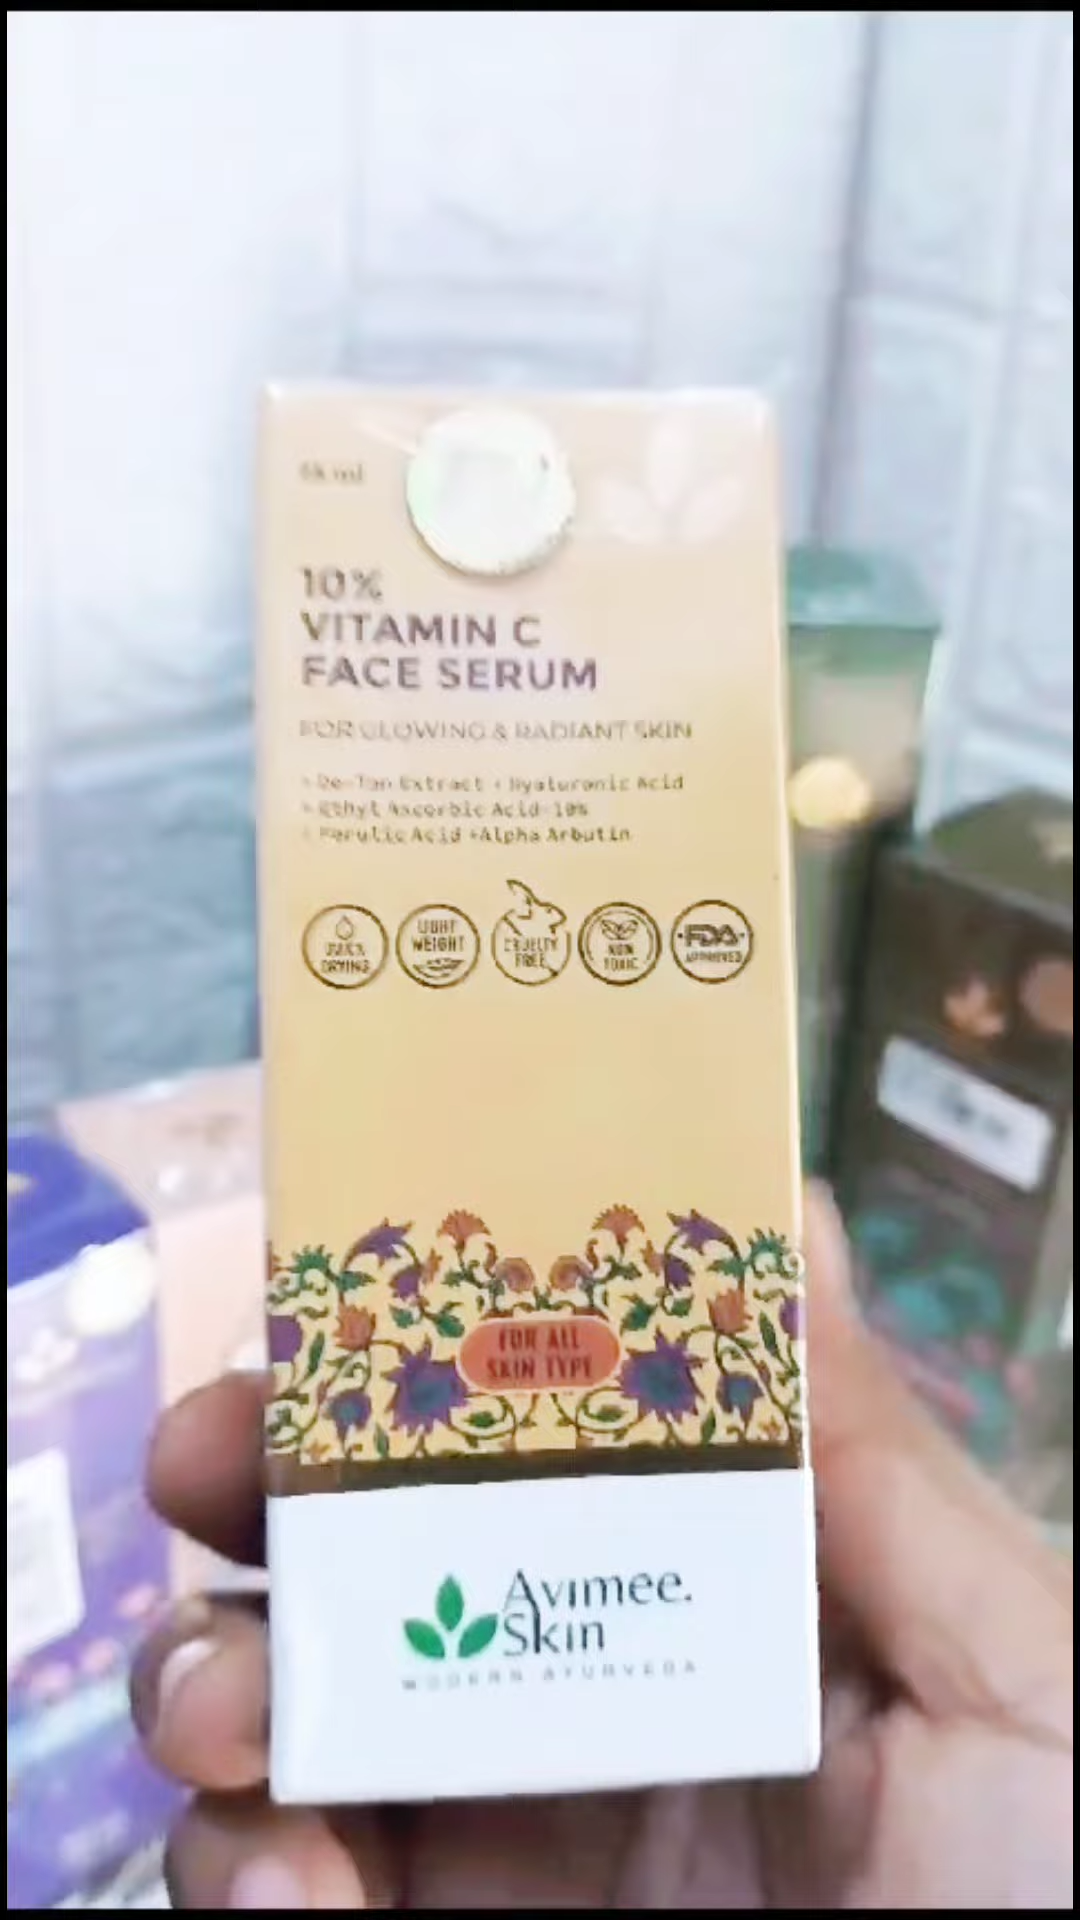 10%
VITAMIN C
FACE SERUM
FOR GLOWING & RADIANT SKIN
+ De-Tan Extract + Hyaluronic Acid
+ Ethyl Ascorbic Acid-10%
+ Ferulic Acid +Alpha Arbutin
QUICK
DRYING
LIGHT
WEIGHT
CRUELTY
FREE
NON
TOXIC
FDA
APPROVED
FOR ALL
SKIN TYPE
Avimee.
Skin
MODERN AYURVEDA